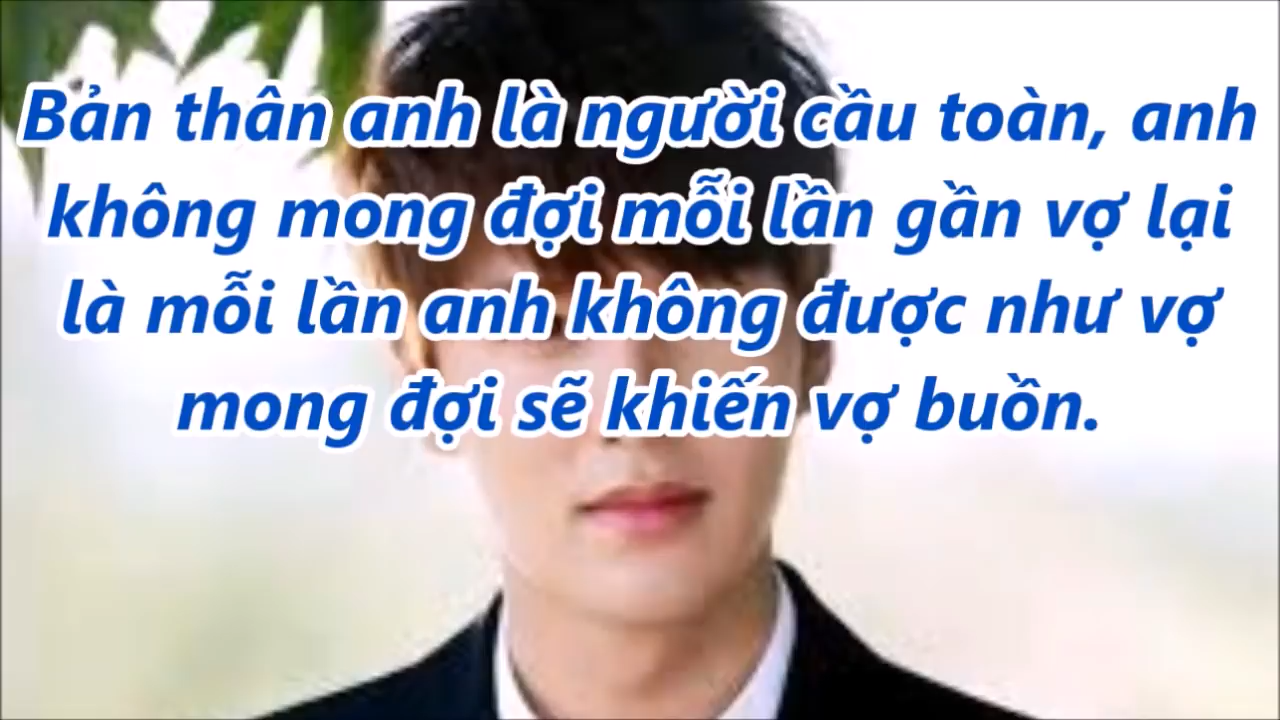 Bản thân anh là người cầu toàn, anh
không mong đợi mỗi lần gần vợ lại
là mỗi lần anh không được như vợ
mong đợi sẽ khiến vợ buồn.